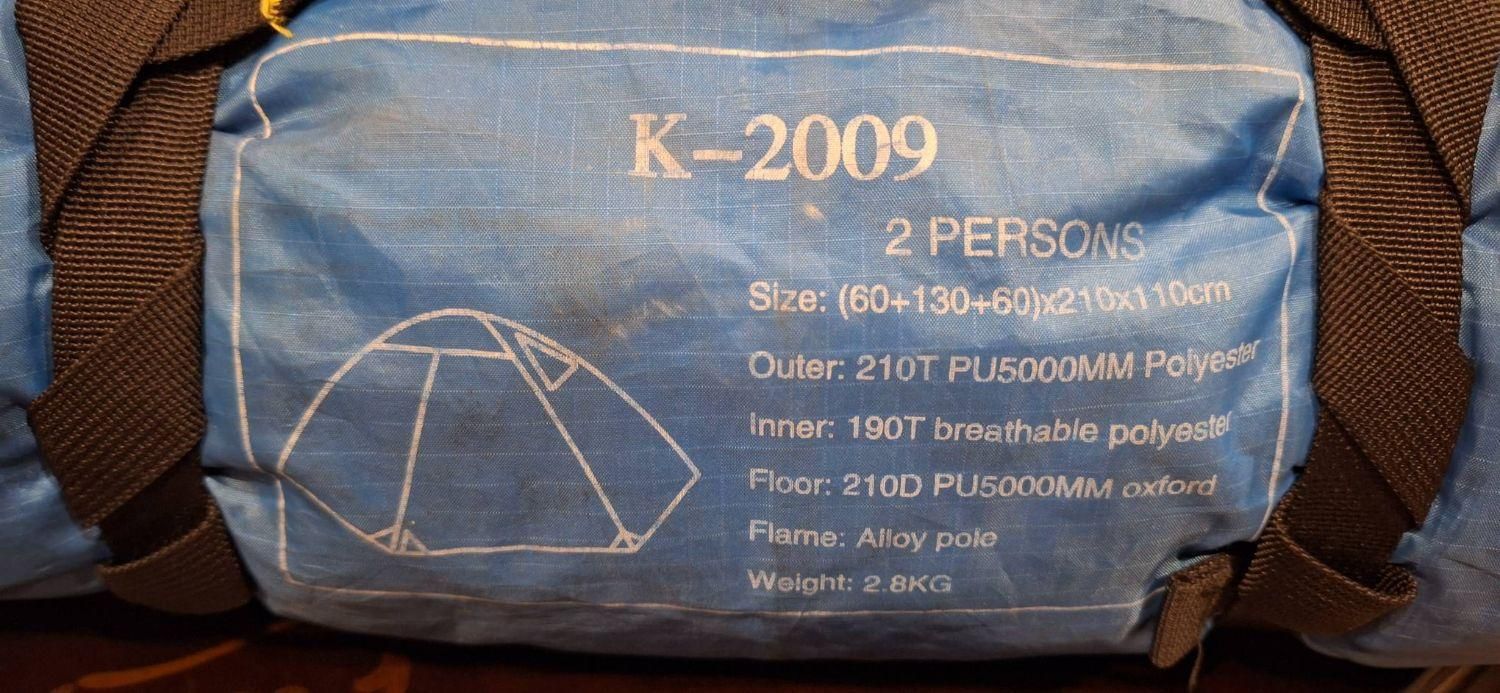 K-2009
2 PERSONS
Size: (60+130+60)x210x110cm
Outer: 210T PU5000MM Polyester
Inner: 190T breathable polyester
Floor: 210D PU5000MM oxford
Flame: Alloy pole
Weight: 2.8KG